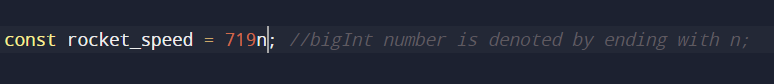 const rocket_speed = 719n; //bigInt number is denoted by ending with n;